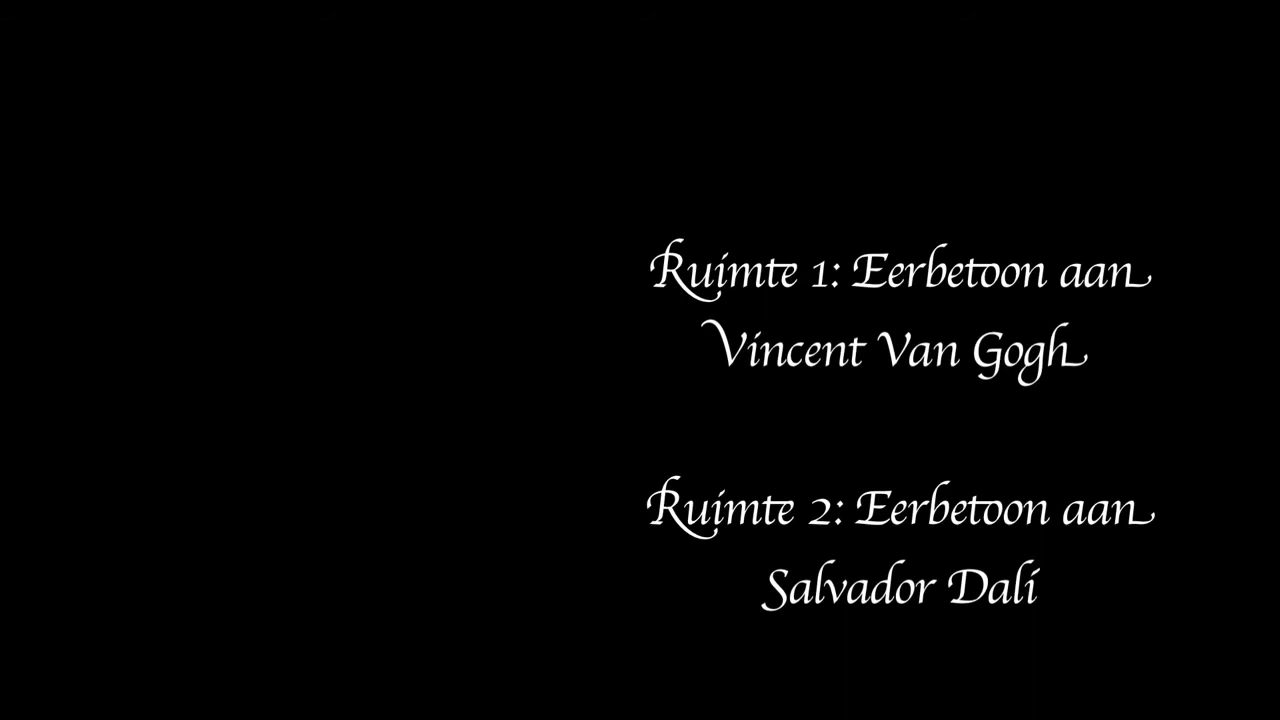 Ruimte 1: Eerbetoon aan
Vincent Van Gogh
Ruimte 2: Eerbetoon aan
Salvador Dalí